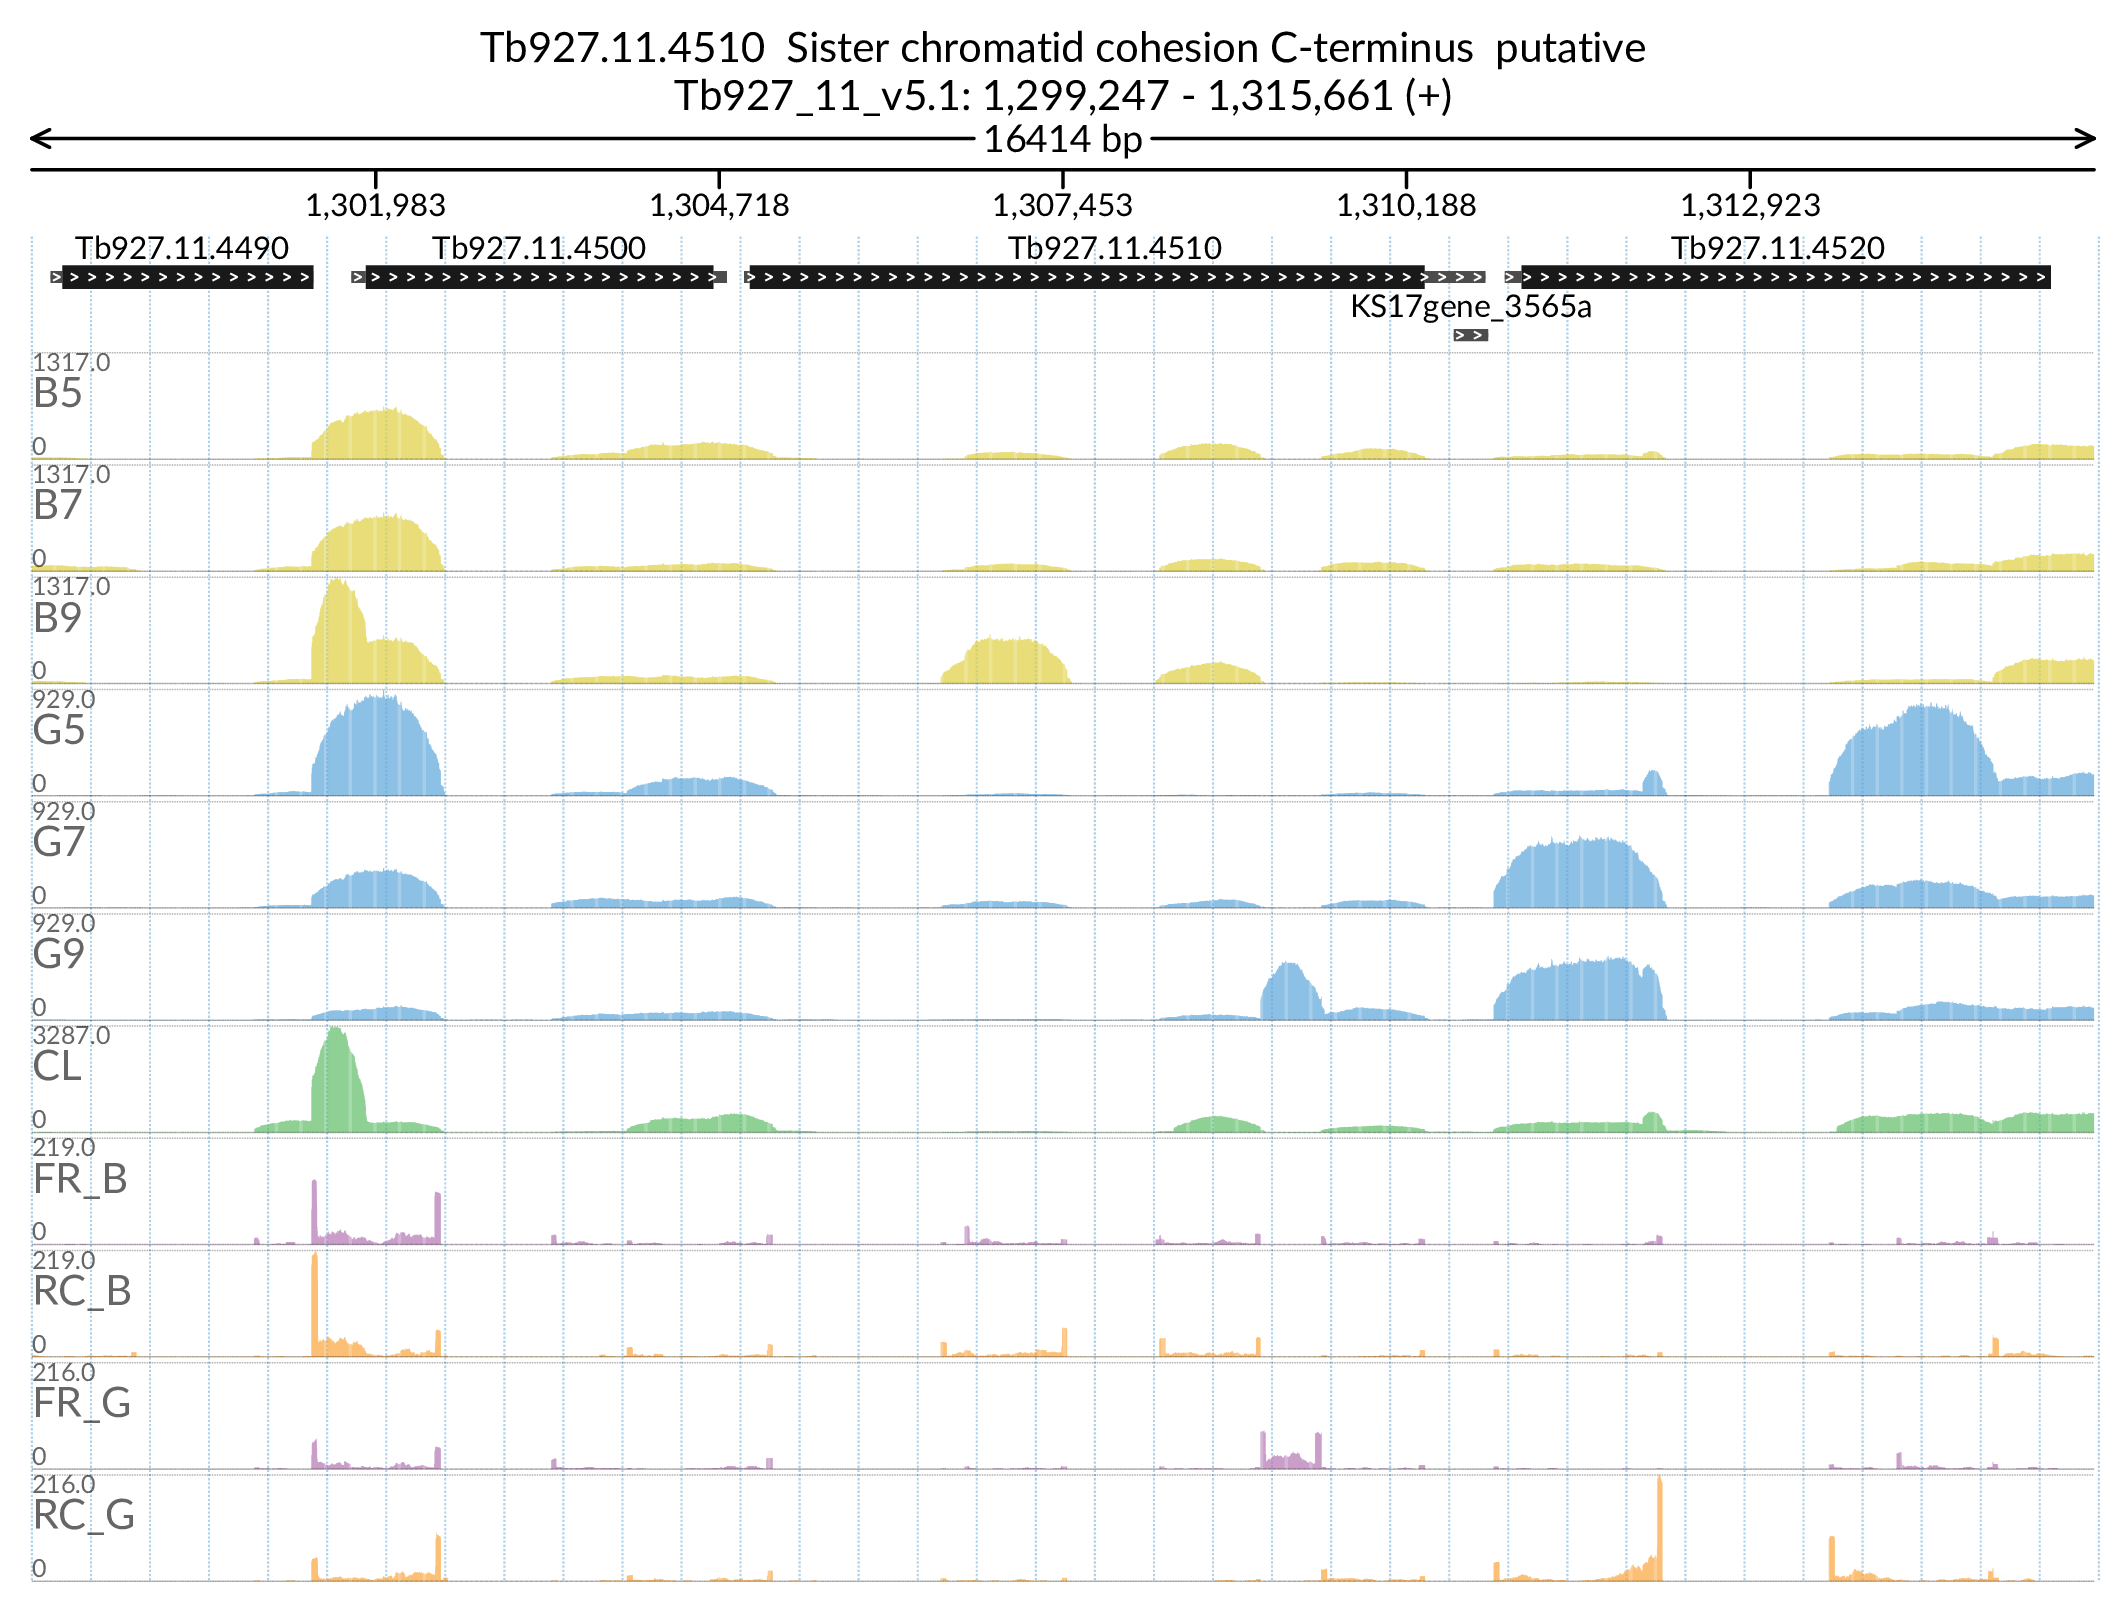 Tb927.11.4510  Sister chromatid cohesion C-terminus  putative
Tb927_11_v5.1: 1,299,247 - 1,315,661 (+)
16414 bp
1,301,983 1,304,718 1,307,453 1,310,188 1,312,923
Tb927.11.4490 Tb927.11.4500 Tb927.11.4510 Tb927.11.4520
KS17gene_3565a
1317.0
B5
0
1317.0
B7
0
1317.0
B9
0
929.0
G5
0
929.0
G7
0
929.0
G9
0
3287.0
CL
0
219.0
FR_B
0
219.0
RC_B
0
216.0
FR_G
0
216.0
RC_G
0